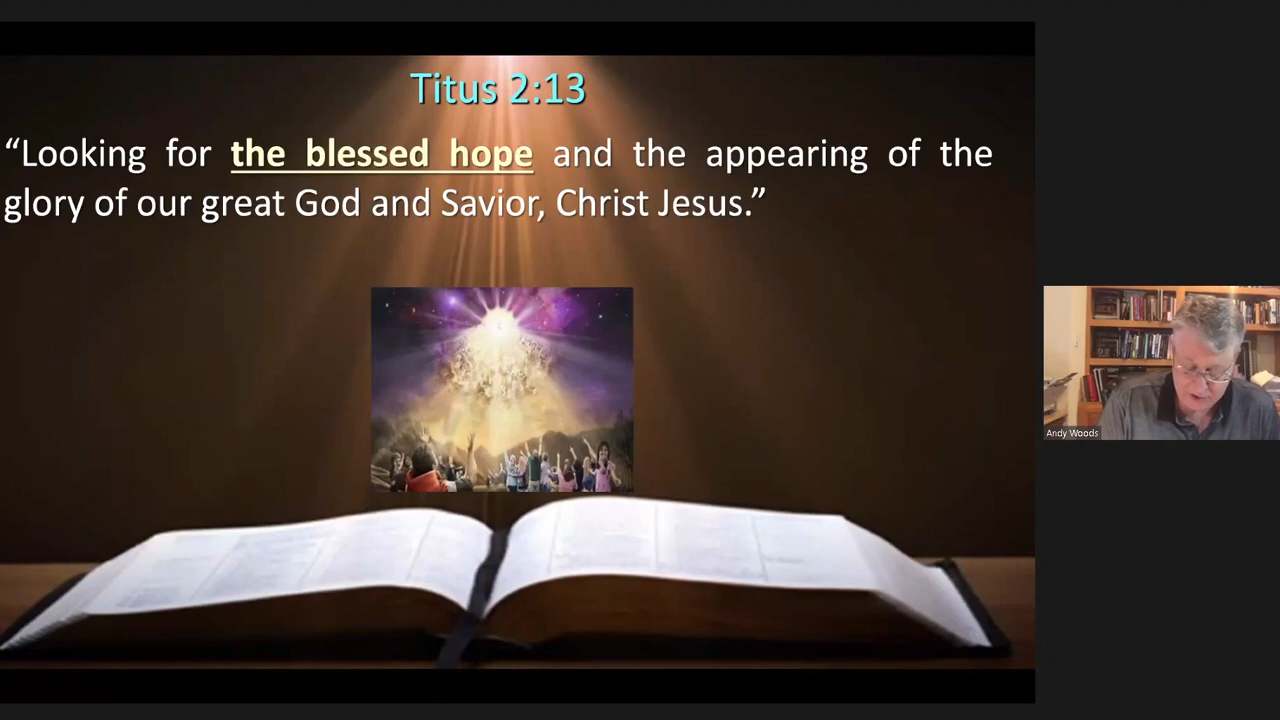 Titus 2:13
“Looking for the blessed hope and the appearing of the
glory of our great God and Savior, Christ Jesus.”
Andy Woods